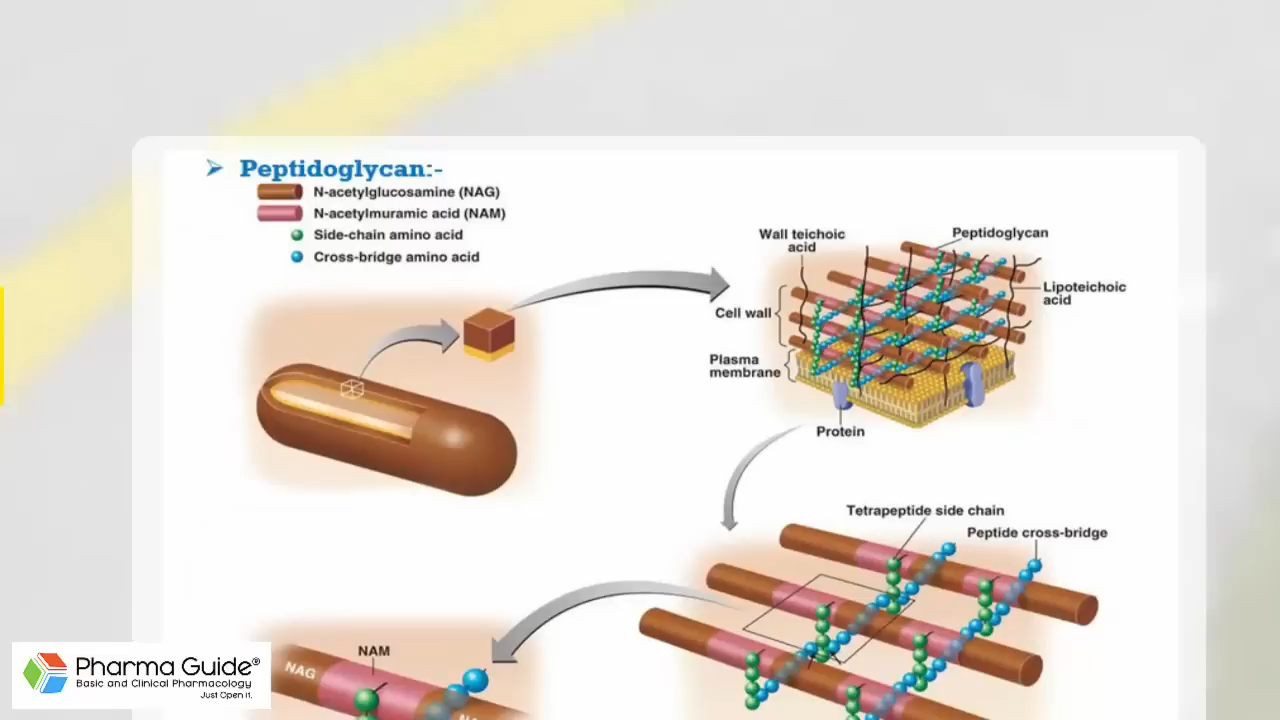 Peptidoglycan:-
N-acetylglucosamine (NAG)
N-acetylmuramic acid (NAM)
Side-chain amino acid
Cross-bridge amino acid
Wall teichoic
acid
Peptidoglycan
Lipoteichoic
acid
Cell wall
Plasma
membrane
Protein
Tetrapeptide side chain
Peptide cross-bridge
NAM
NAG
Pharma Guide®
Basic and Clinical Pharmacology
Just Open it.